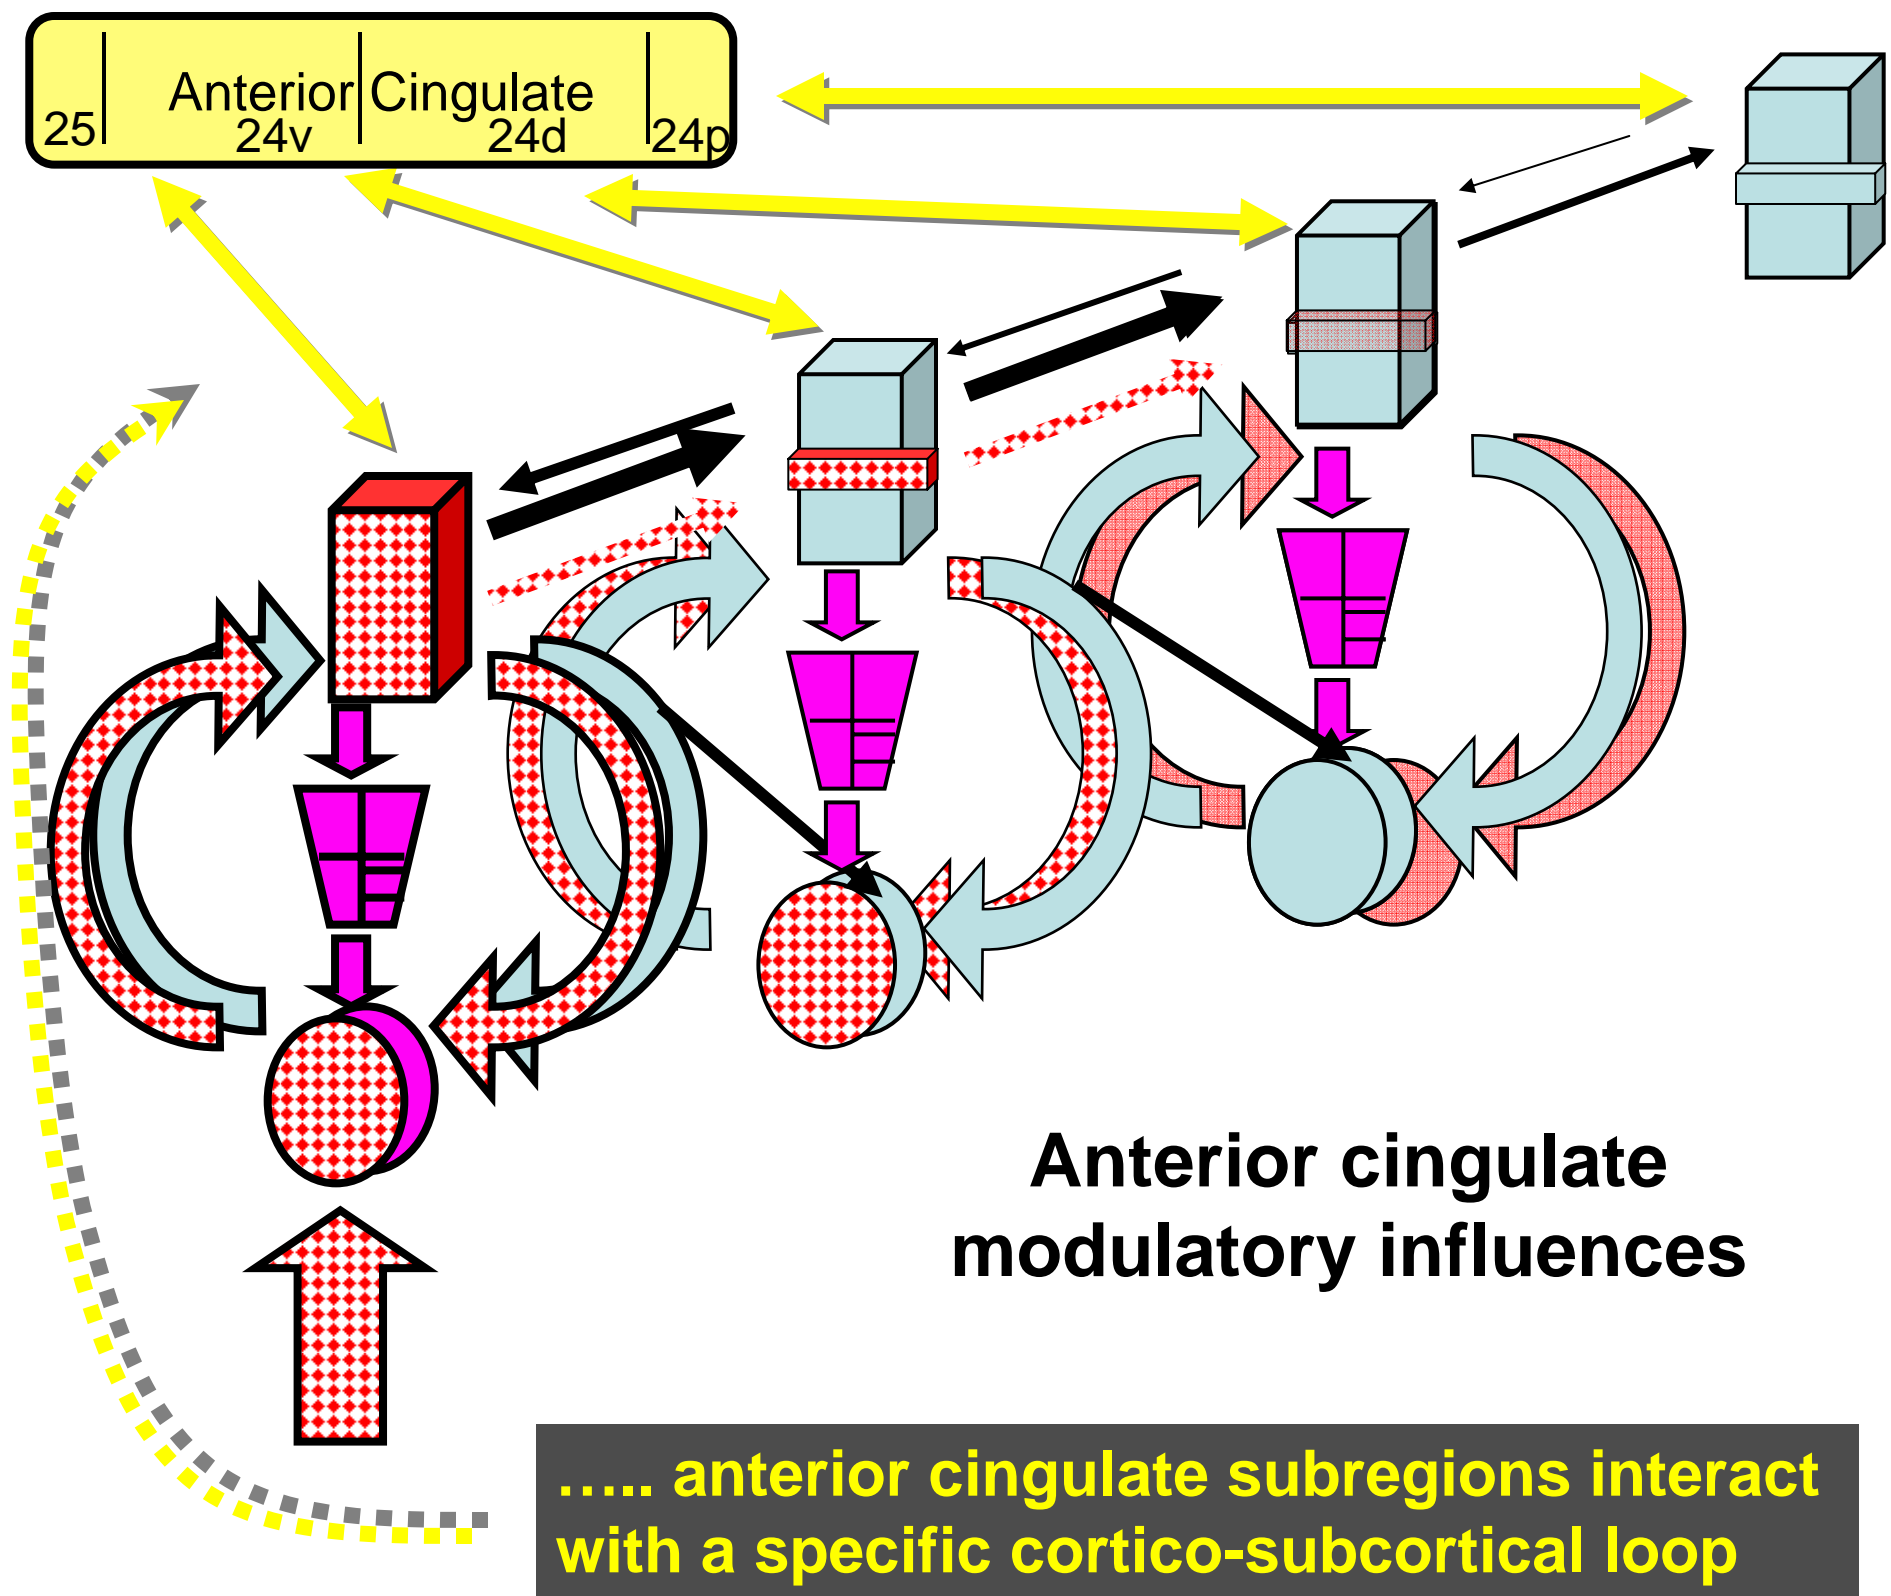 Anterior Cingulate
25 24v 24d 24p
Anterior cingulate
modulatory influences
….. anterior cingulate subregions interact
with a specific cortico-subcortical loop